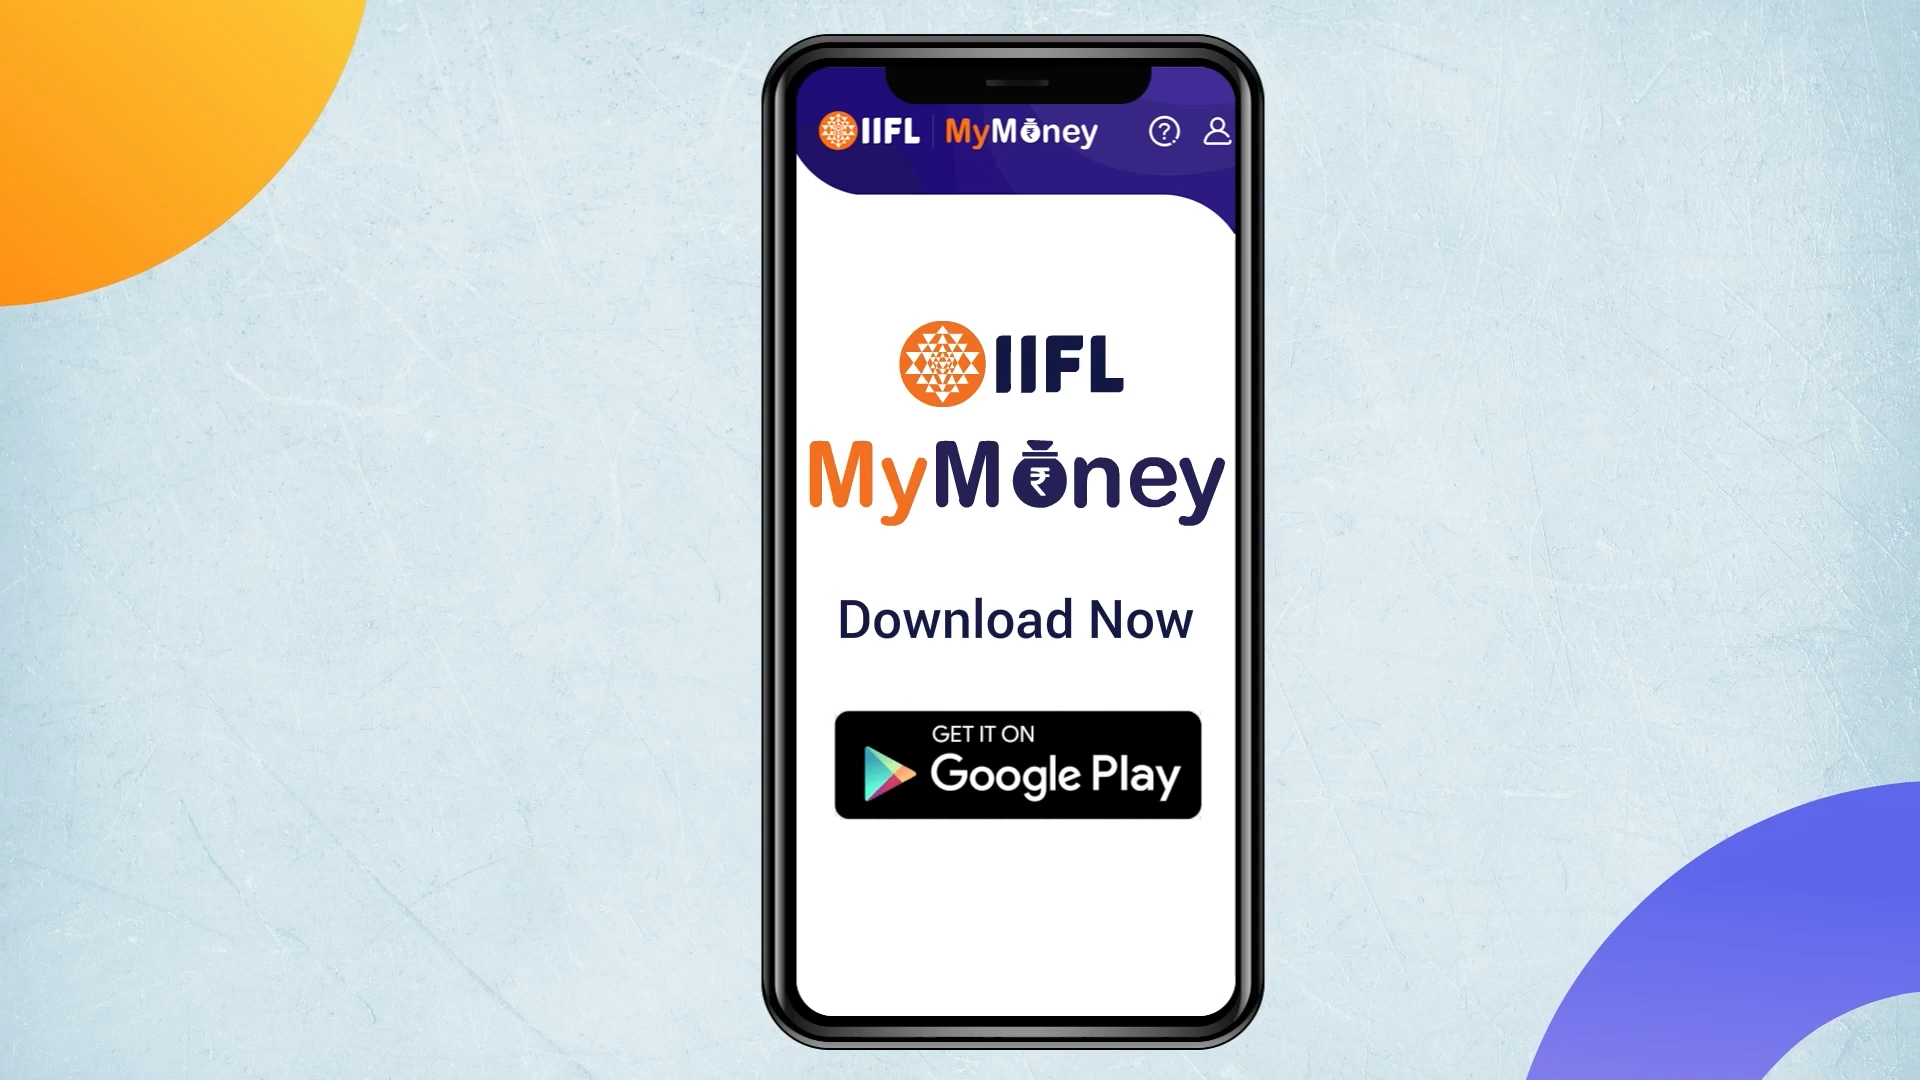 IIFL MyMoney
IIFL
MyMoney
Download Now
GET IT ON
Google Play